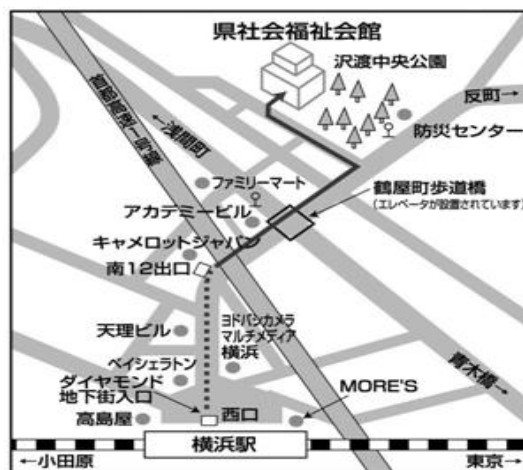 県社会福祉会館
沢渡中央公園
反町
←浅間町
防災センター
ファミリーマート
鶴屋町歩道橋
(エレベータが設置されています)
アカデミービル
キャメロットジャパン
南12出口
ヨドバシカメラ
マルチメディア
横浜
天理ビル
ベイシェラトン
青木橋→
ダイヤモンド
地下街入口
MORE'S
高島屋
西口
横浜駅
←小田原
東京→